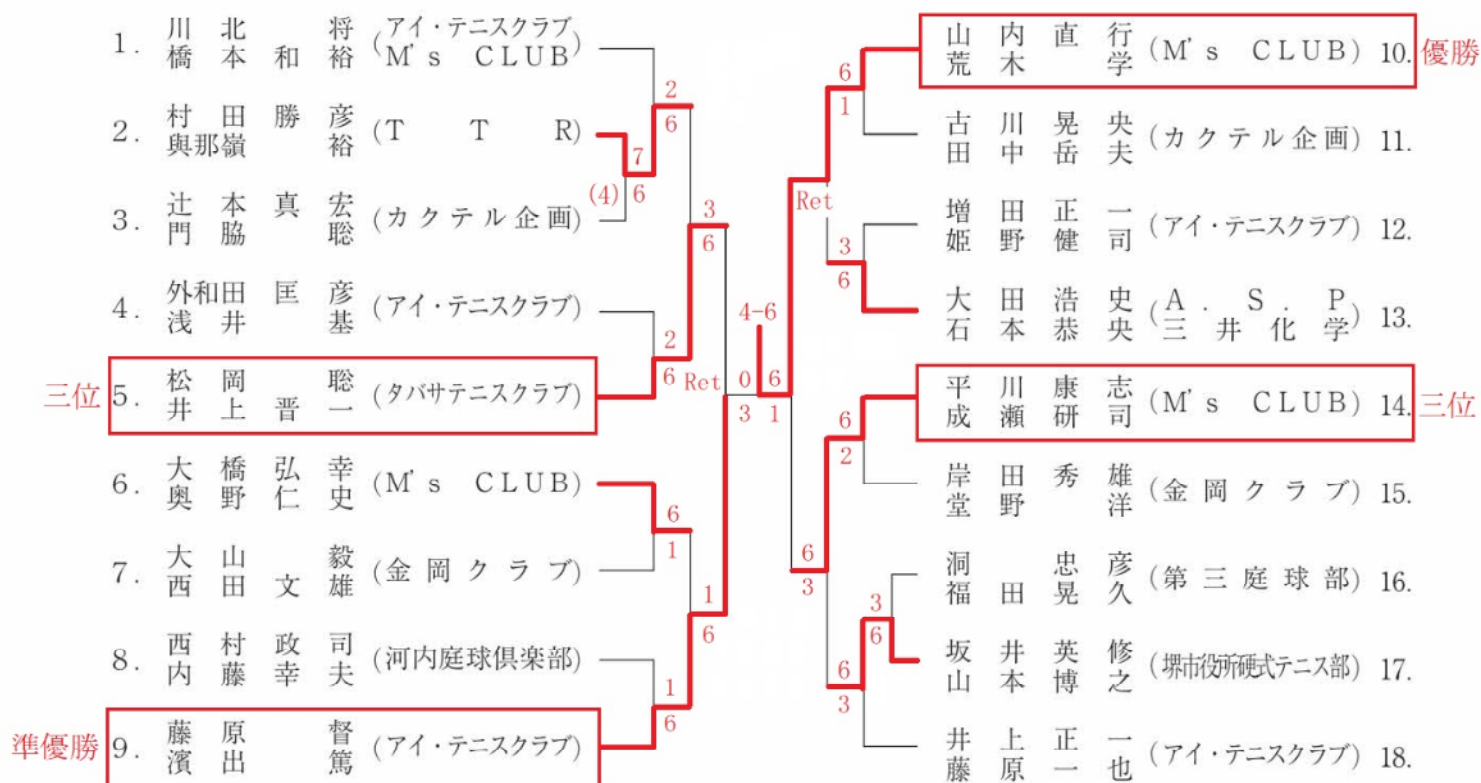 1. 川北 将 (アイ・テニスクラブ
橋本和裕 M's CLUB)
2. 村田勝彦 (TTR)
與那嶺 裕
3. 辻本真宏 (カクテル企画)
門脇 聡
4. 外和田 匡彦 (アイ・テニスクラブ)
浅井 基
三位 5. 松岡 聡 (タバサテニスクラブ)
井上晋一
6. 大橋弘幸 (M's CLUB)
奥野仁史
7. 大山 毅 (金岡クラブ)
西田文雄
8. 西村政司 (河内庭球倶楽部)
内藤幸夫
準優勝 9. 藤原 督 (アイ・テニスクラブ)
濱出 篤
2
6
7
(4) 6
3
6
2
6
Ret
6
1
1
6
1
6
0
3
4-6
6
1
6
1
Ret
3
6
6
2
6
3
3
6
6
3
山内直行 (M's CLUB) 10. 優勝
荒木 学
古川晃央 (カクテル企画) 11.
田中岳夫
増田正一 (アイ・テニスクラブ) 12.
姫野健司
大田浩史 (A.S.P
石本恭央 三井化学) 13.
平川康志 (M's CLUB) 14. 三位
成瀬研司
岸田秀雄 (金岡クラブ) 15.
堂野 洋
洞 忠彦 (第三庭球部) 16.
福田晃久
坂井英修 (堺市役所硬式テニス部) 17.
山本博之
井上正一 (アイ・テニスクラブ) 18.
藤原一也